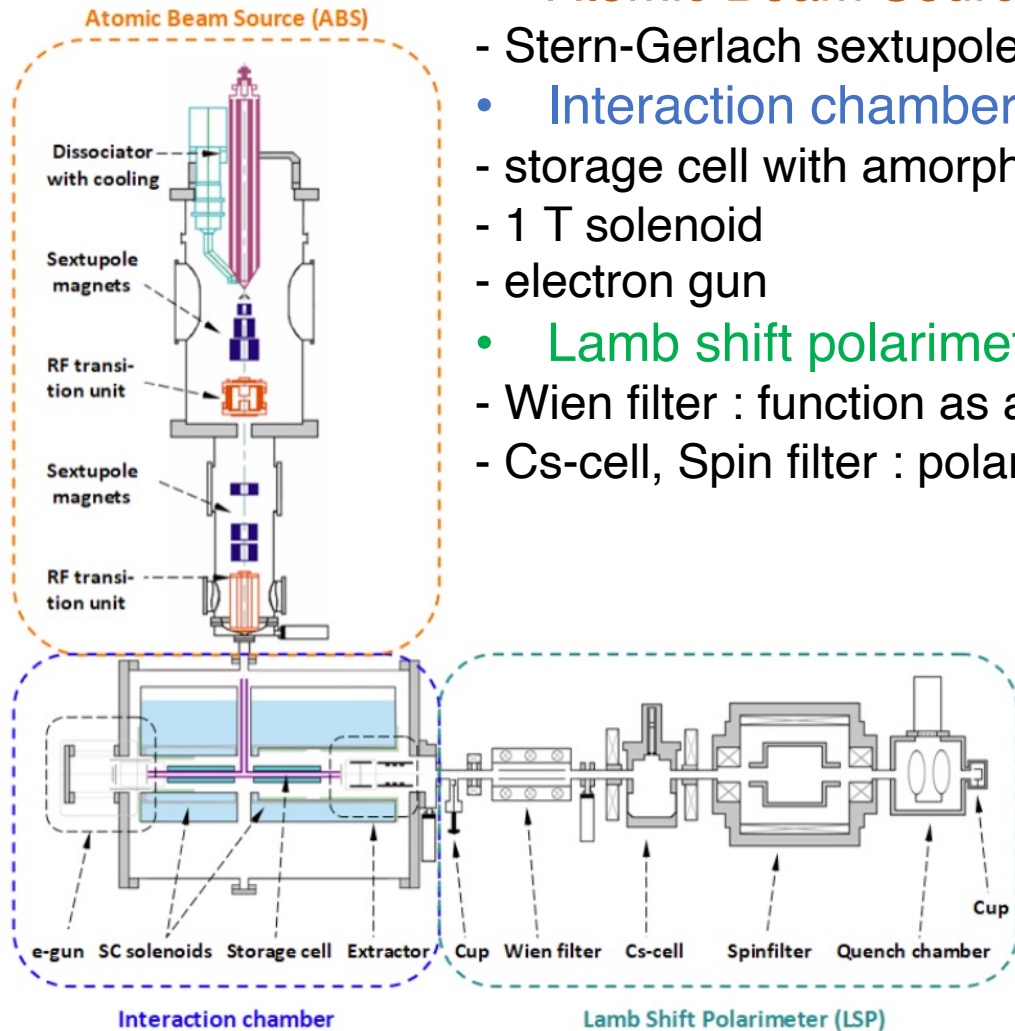 Atomic Beam Source (ABS)
Atomic Beam
- Stern-Gerlach sextupole
• Interaction chamber
- storage cell with
- 1 T solenoid
- electron gun
• Lamb shift
- Wien filter : function as
- Cs-cell, Spin filter :
Dissociator
with cooling
Sextupole
magnets
RF transi-
tion unit
Sextupole
magnets
RF transi-
tion unit
e-gun
SC solenoids
Storage cell
Extractor
Cup
Wien filter
Cs-cell
Spinfilter
Quench chamber
Cup
Interaction chamber
Lamb Shift Polarimeter (LSP)